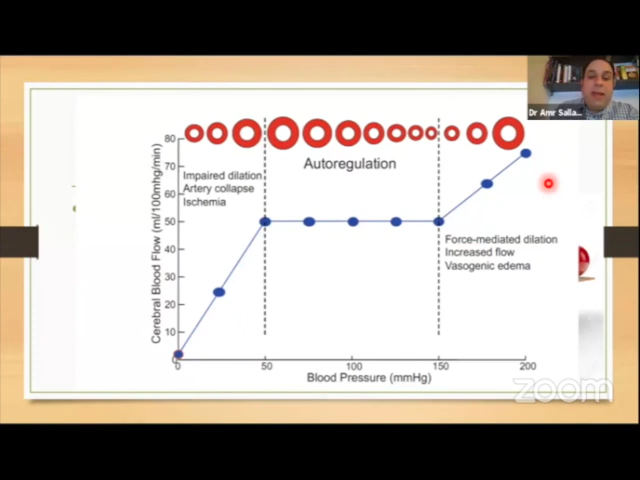 Dr Amr Salla...
Autoregulation
Impaired dilation
Artery collapse
Ischemia
Force-mediated dilation
Increased flow
Vasogenic edema
Cerebral Blood Flow (ml/100mhg/min)
80
70
60
50
40
30
20
10
0
50
100
150
200
Blood Pressure (mmHg)
zoom